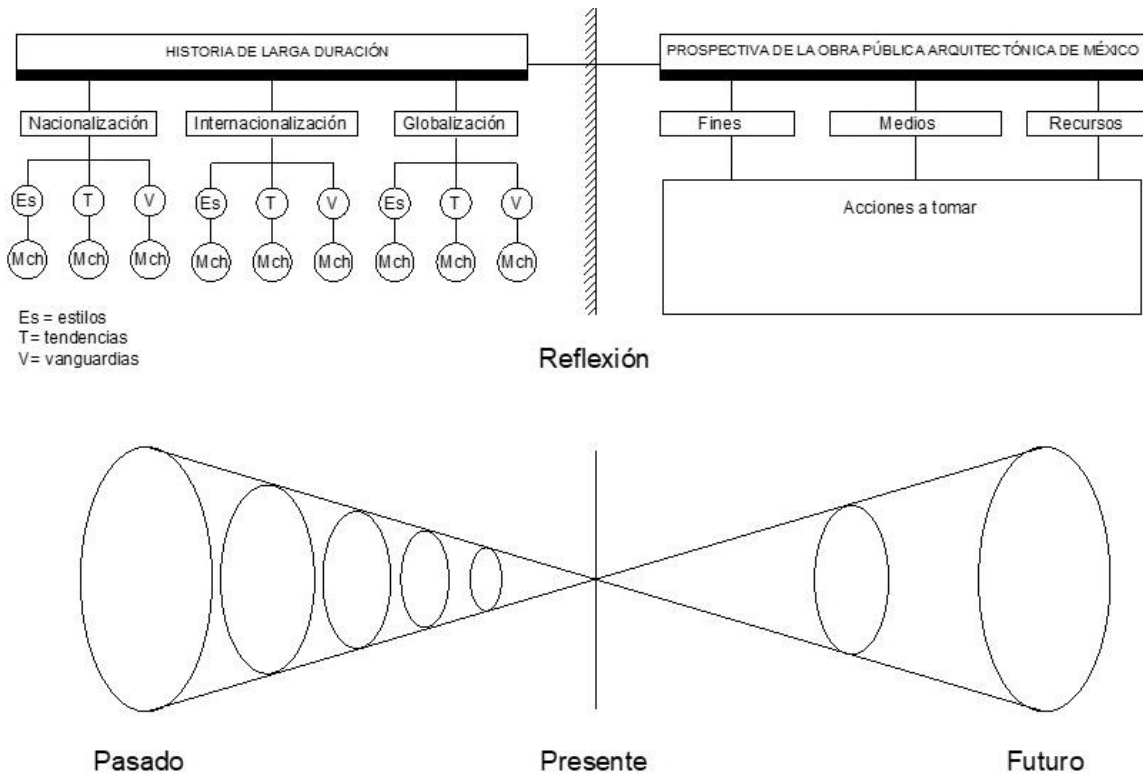 HISTORIA DE LARGA DURACIÓN
PROSPECTIVA DE LA OBRA PÚBLICA ARQUITECTÓNICA DE MÉXICO
Nacionalización
Internacionalización
Globalización
Fines
Medios
Recursos
Es T V
Es T V
Es T V
Mch Mch Mch
Mch Mch Mch
Mch Mch Mch
Acciones a tomar
Es = estilos
T= tendencias
V= vanguardias
Reflexión
Pasado
Presente
Futuro